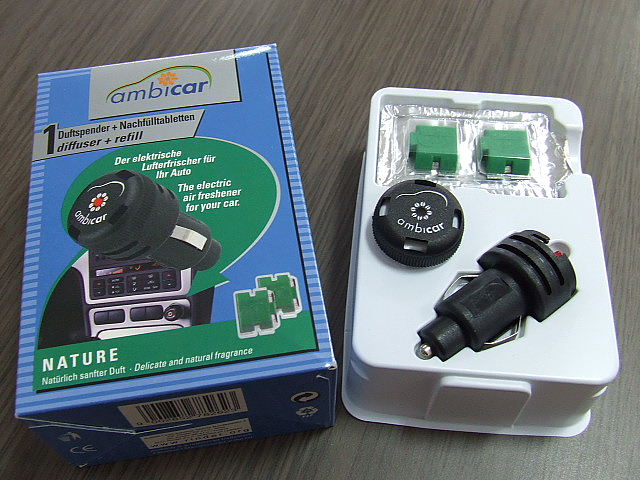 ambicar
1 Duftspender + Nachfülltabletten
diffuser + refill
Der elektrische
Lufterfrischer für
Ihr Auto
The electric
air freshener
for your car.
ambicar
NATURE
Natürlich sanfter Duft · Delicate and natural fragrance
CE
ambicar